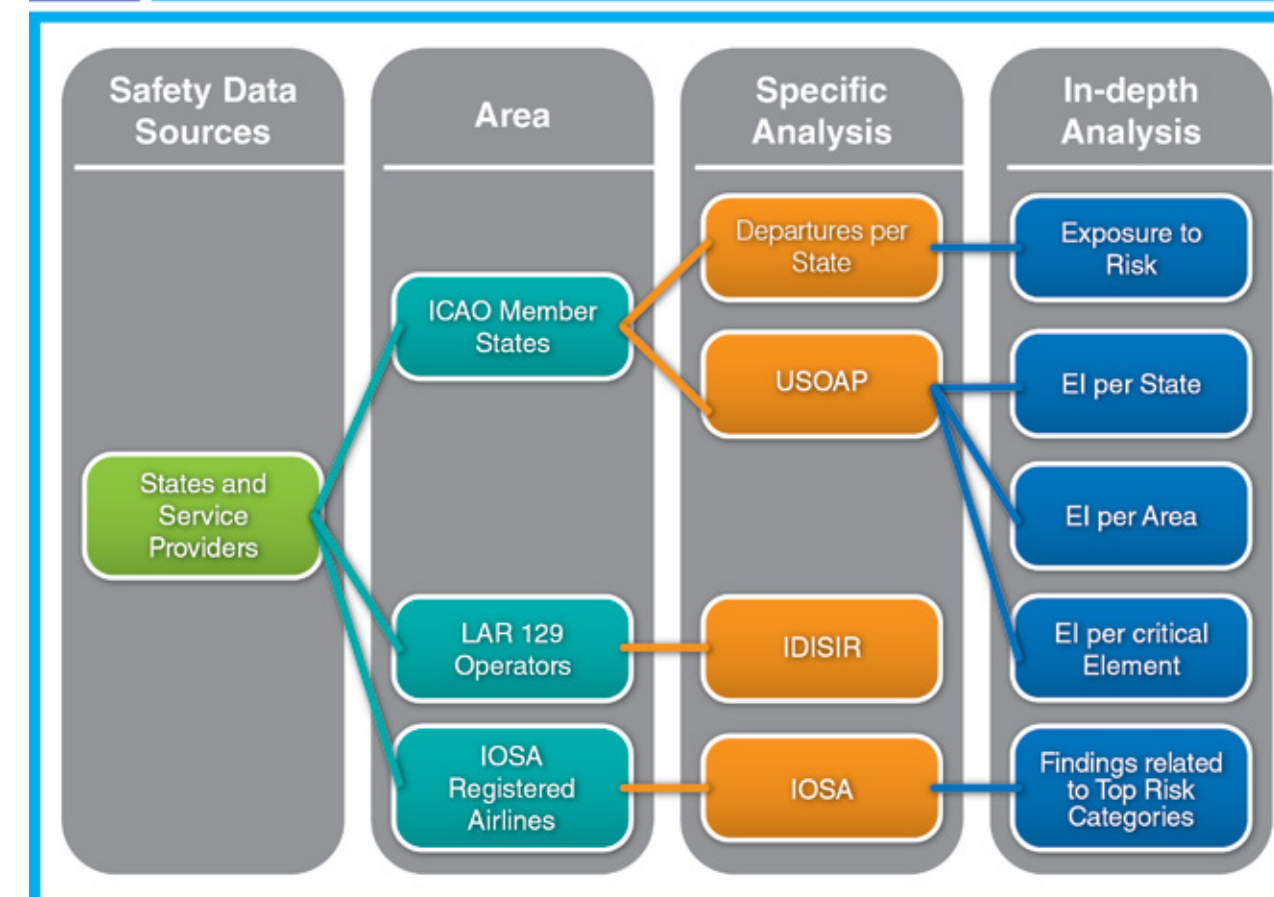 Safety Data
Sources
Area
Specific
Analysis
In-depth
Analysis
States and
Service
Providers
ICAO Member
States
LAR 129
Operators
IOSA
Registered
Airlines
Departures per
State
USOAP
IDISIR
IOSA
Exposure to
Risk
EI per State
EI per Area
EI per critical
Element
Findings related
to Top Risk
Categories